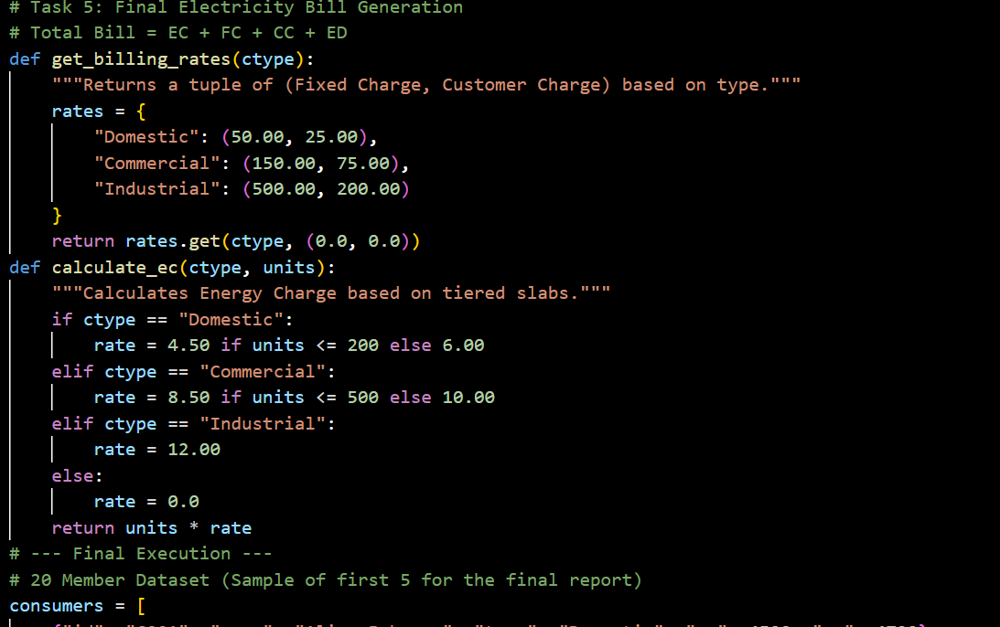 # Task 5: Final Electricity Bill Generation
# Total Bill = EC + FC + CC + ED
def get_billing_rates(ctype):
    """Returns a tuple of (Fixed Charge, Customer Charge) based on type."""
    rates = {
        "Domestic": (50.00, 25.00),
        "Commercial": (150.00, 75.00),
        "Industrial": (500.00, 200.00)
    }
    return rates.get(ctype, (0.0, 0.0))
def calculate_ec(ctype, units):
    """Calculates Energy Charge based on tiered slabs."""
    if ctype == "Domestic":
        rate = 4.50 if units <= 200 else 6.00
    elif ctype == "Commercial":
        rate = 8.50 if units <= 500 else 10.00
    elif ctype == "Industrial":
        rate = 12.00
    else:
        rate = 0.0
    return units * rate
# --- Final Execution ---
# 20 Member Dataset (Sample of first 5 for the final report)
consumers = [